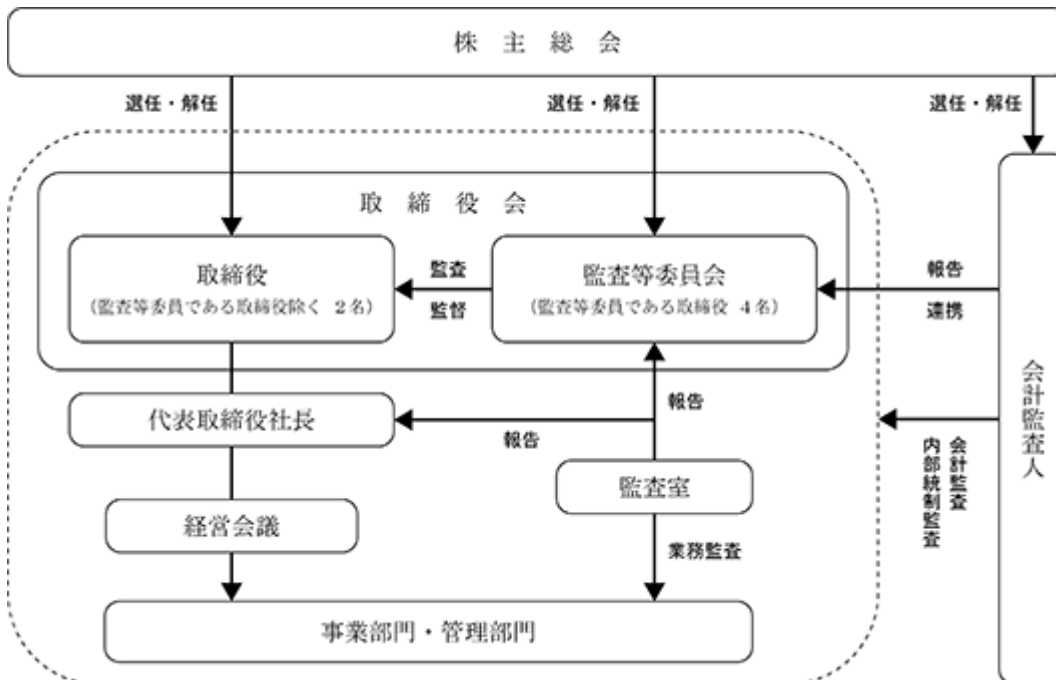 株主総会
選任・解任
選任・解任
選任・解任
取締役会
取締役
(監査等委員である取締役除く 2名)
監査
監督
監査等委員会
(監査等委員である取締役 4名)
報告
連携
代表取締役社長
報告
報告
監査室
会計監査
内部統制監査
会計監査人
経営会議
業務監査
事業部門・管理部門